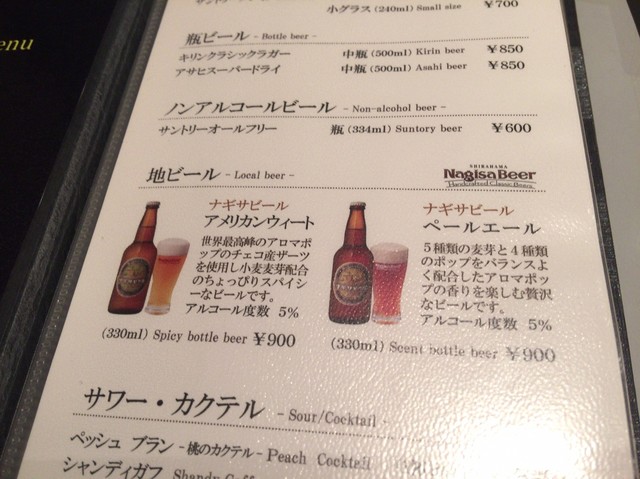 enu
小グラス (240ml) Small size ¥700
瓶ビール - Bottle beer -
キリンクラシックラガー 中瓶 (500ml) Kirin beer ¥850
アサヒスーパードライ 中瓶 (500ml) Asahi beer ¥850
ノンアルコールビール - Non-alcohol beer -
サントリーオールフリー 瓶 (334ml) Suntory beer ¥600
地ビール - Local beer -
SHIRAHAMA
NagisaBeer
Handcrafted Classic Beers
ナギサビール
アメリカンウィート
世界最高峰のアロマホ
ップのチェコ産ザーツ
を使用し小麦麦芽配合
のちょっぴりスパイシ
ーなビールです。
アルコール度数 5%
(330ml) Spicy bottle beer ¥900
ナギサビール
ペールエール
5種類の麦芽と4種類
のホップをバランスよ
く配合したアロマホッ
プの香りを楽しむ贅沢
なビールです。
アルコール度数 5%
(330ml) Scent bottle beer ¥900
サワー・カクテル - Sour/Cocktail -
ペッシュ ブラン -桃のカクテル- Peach Cocktail
シャンディガフ Shandy Gaff